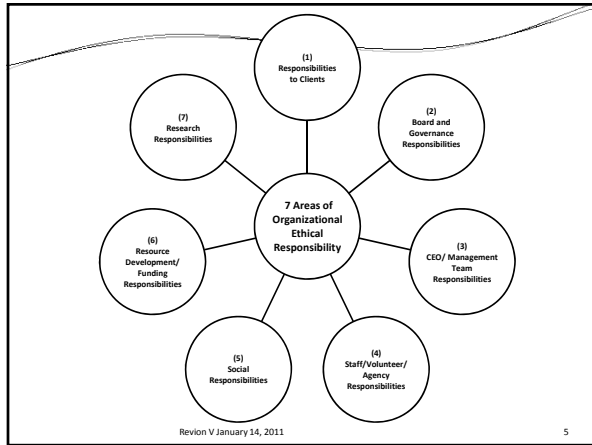 (1)
Responsibilities
to Clients
(2)
Board and
Governance
Responsibilities
(3)
CEO/ Management
Team
Responsibilities
(4)
Staff/Volunteer/
Agency
Responsibilities
(5)
Social
Responsibilities
(6)
Resource
Development/
Funding
Responsibilities
(7)
Research
Responsibilities
7 Areas of
Organizational
Ethical
Responsibility
Revion V January 14, 2011
5